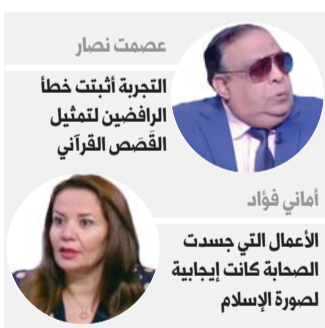 عصمت نصار
التجربة أثبتت خطأ
الرافضين لتمثيل
القَصَص القرآني
أماني فؤاد
الأعمال التي جسدت
الصحابة كانت إيجابية
لصورة الإسلام